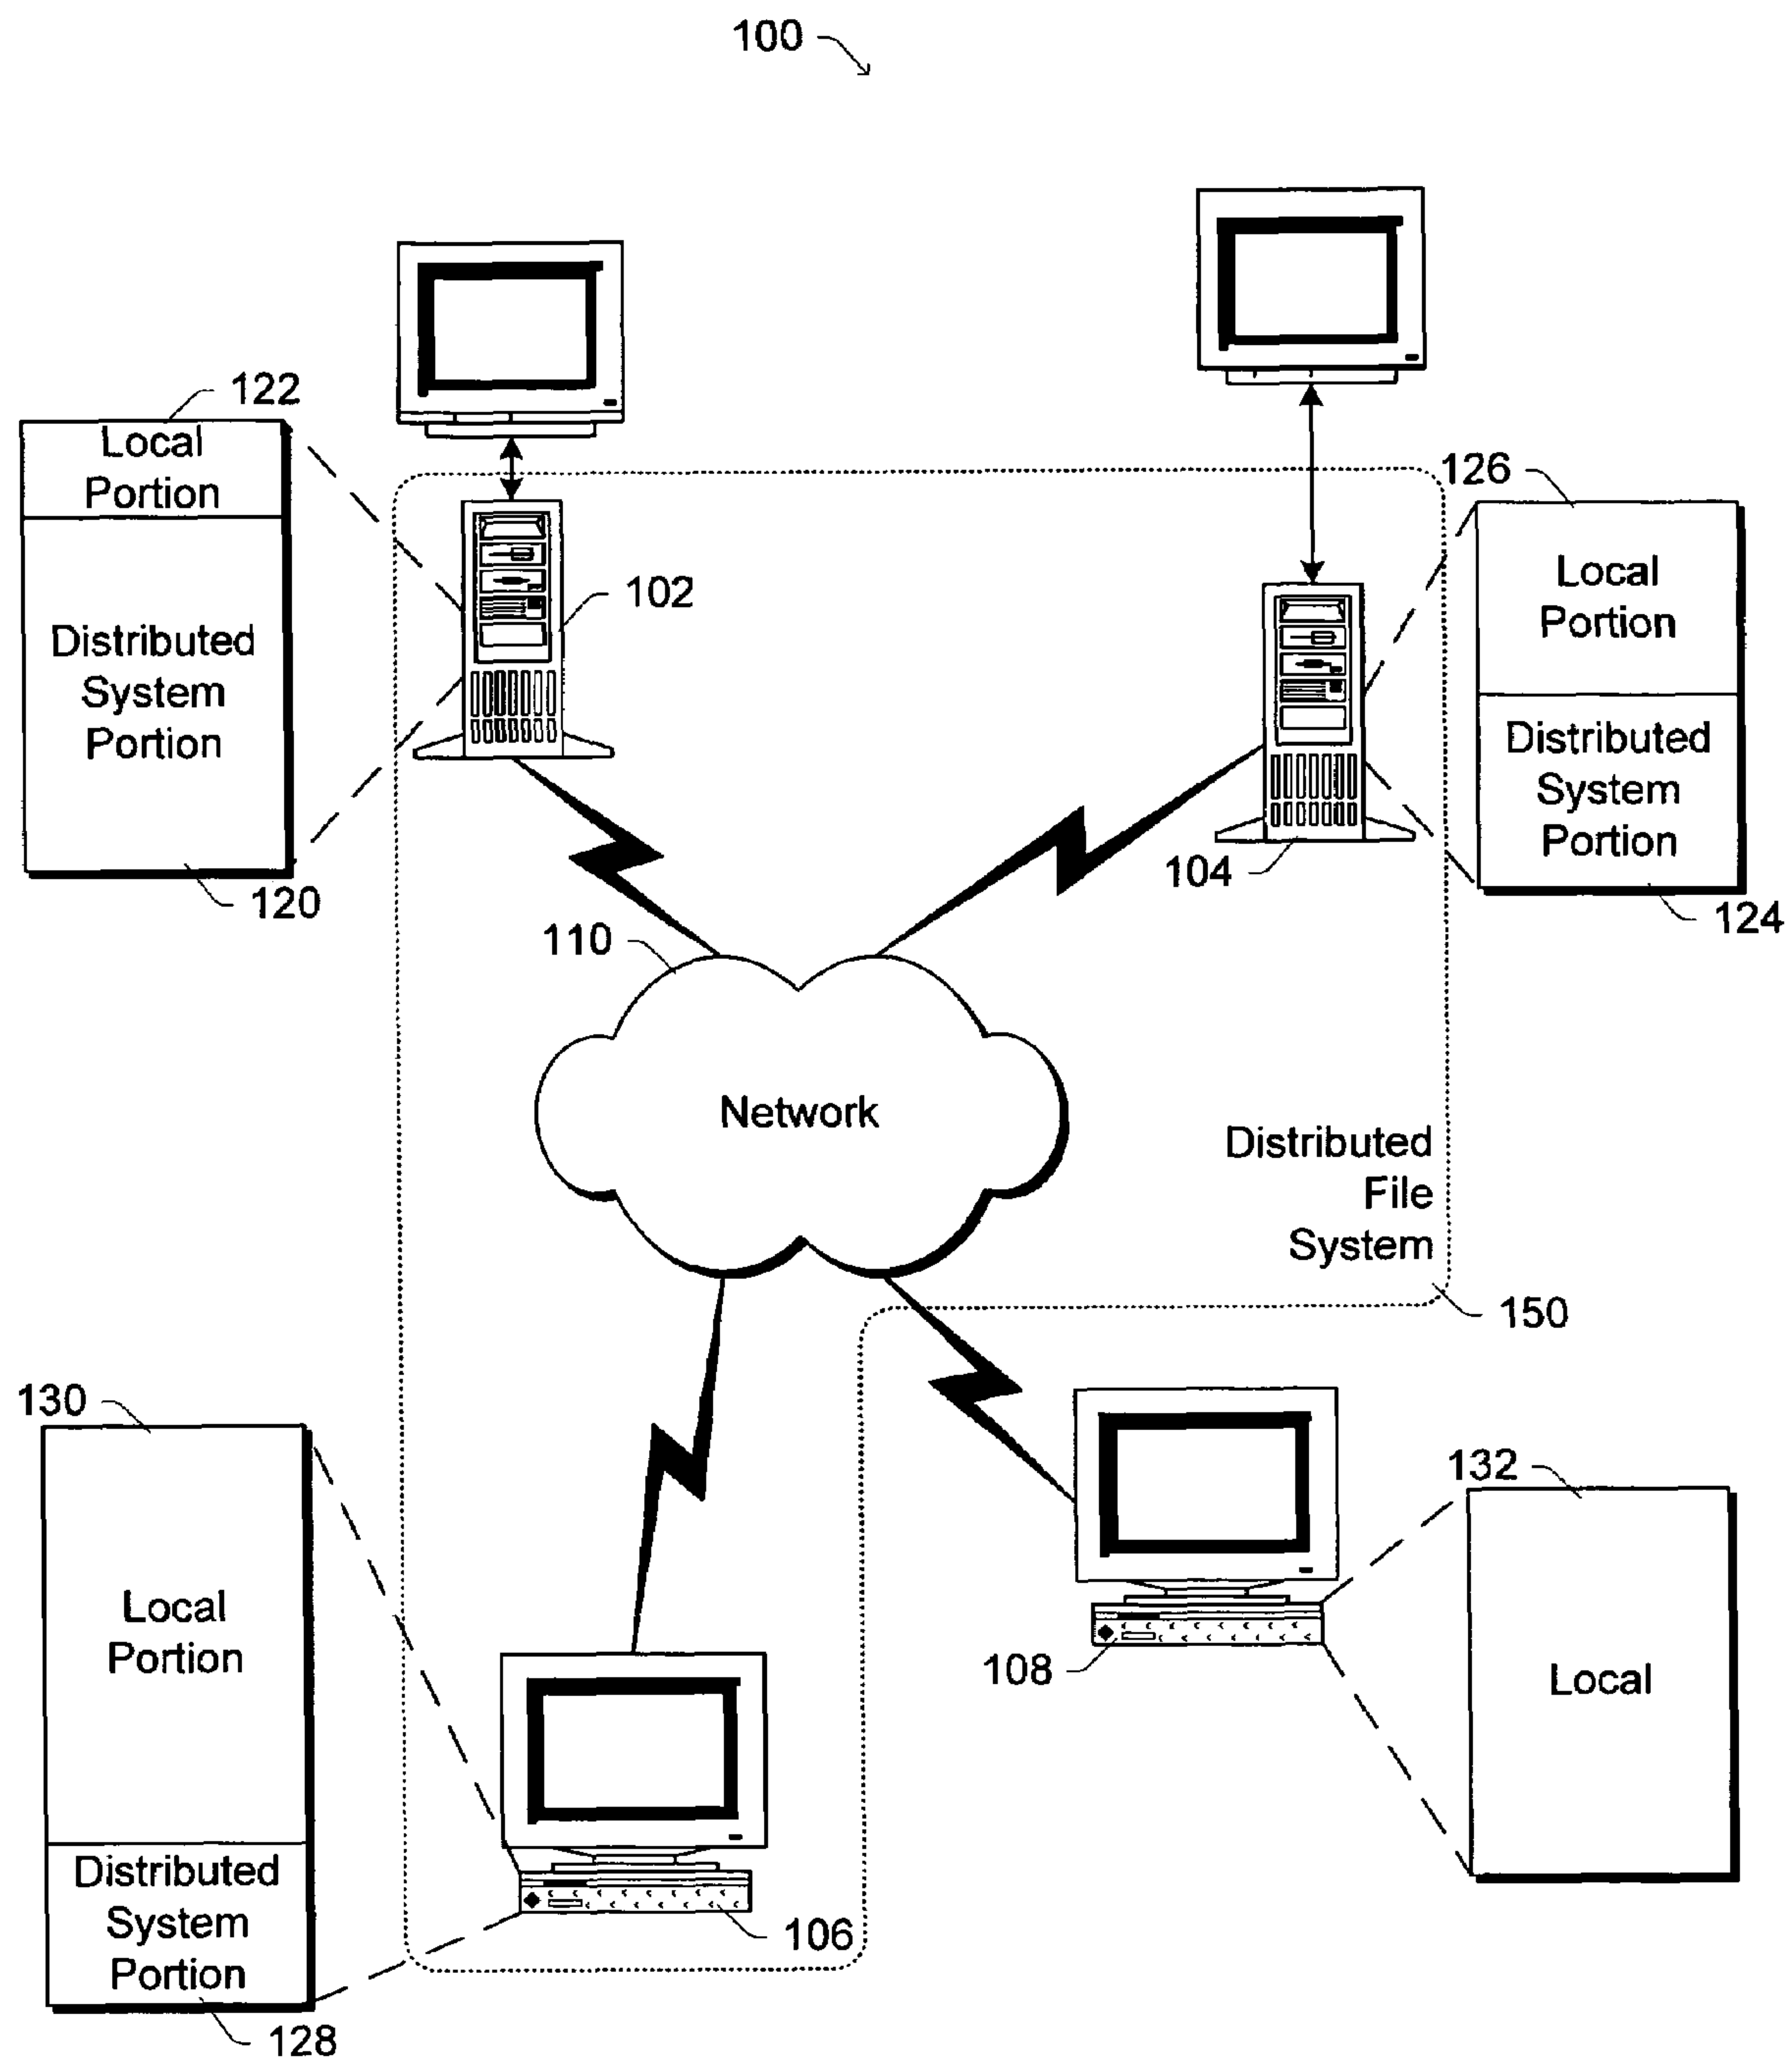 100
122
Local
Portion
Distributed
System
Portion
120
102
126
Local
Portion
Distributed
System
Portion
124
104
110
Network
Distributed
File
System
150
130
Local
Portion
Distributed
System
Portion
128
106
108
132
Local